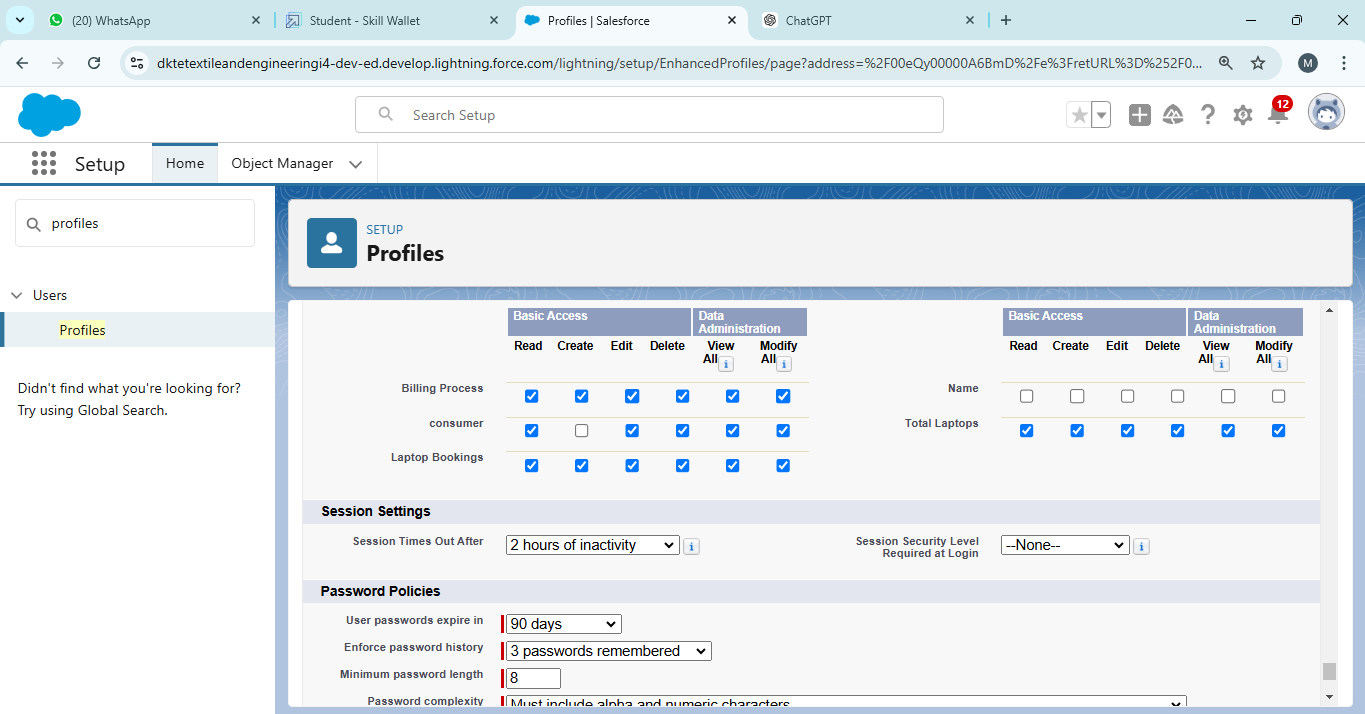 (20) WhatsApp
Student - Skill Wallet
Profiles | Salesforce
ChatGPT
dktetextileandengineeringi4-dev-ed.develop.lightning.force.com/lightning/setup/EnhancedProfiles/page?address=%2F00eQy00000A6BmD%2Fe%3FretURL%3D%252F0...
M
Search Setup
12
Setup
Home
Object Manager
profiles
Users
Profiles
Didn't find what you're looking for?
Try using Global Search.
SETUP
Profiles
Basic Access Data Administration
Read Create Edit Delete View All Modify All
Billing Process
consumer
Laptop Bookings
Basic Access Data Administration
Read Create Edit Delete View All Modify All
Name
Total Laptops
Session Settings
Session Times Out After 2 hours of inactivity
Session Security Level Required at Login --None--
Password Policies
User passwords expire in 90 days
Enforce password history 3 passwords remembered
Minimum password length 8
Password complexity Must include alpha and numeric characters